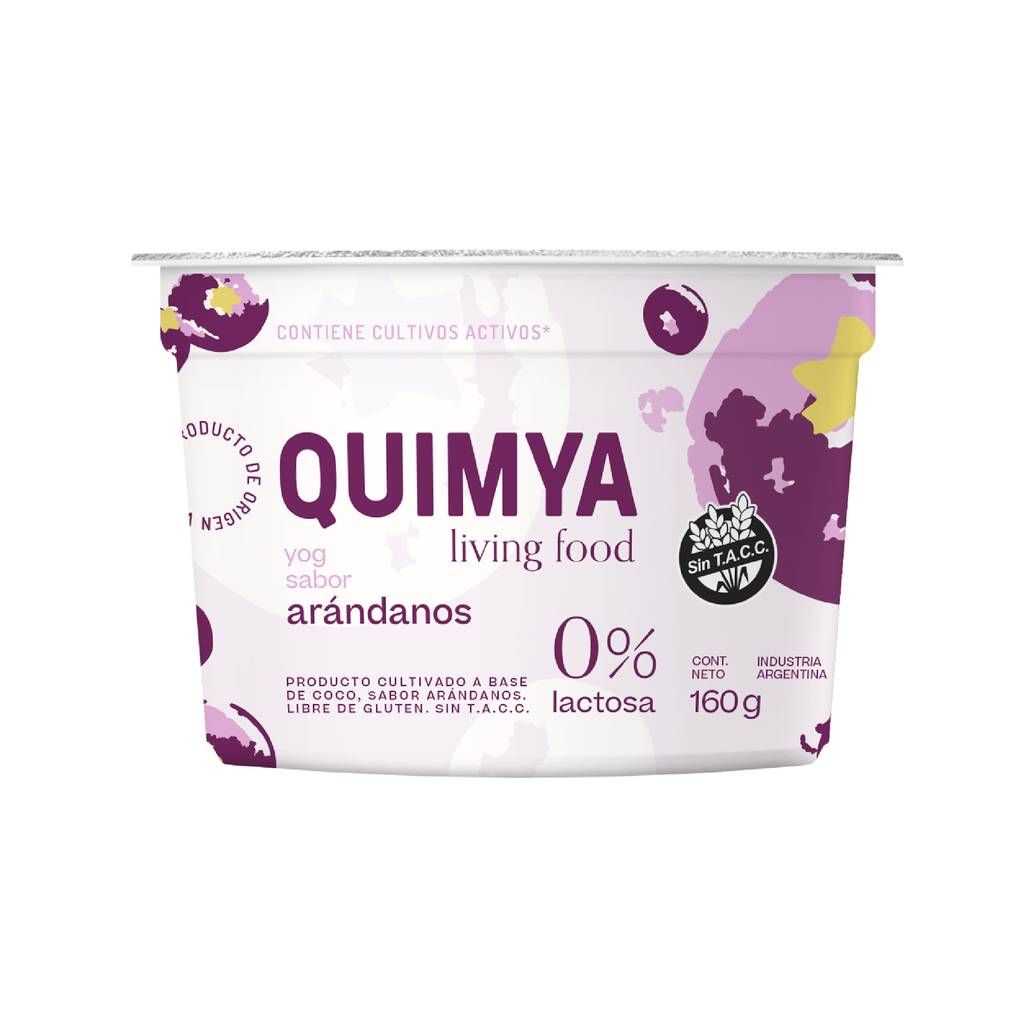 CONTIENE CULTIVOS ACTIVOS*
PRODUCTO DE ORIGEN
QUIMYA
living food
yog
sabor
arándanos
Sin T.A.C.C.
0%
lactosa
PRODUCTO CULTIVADO A BASE
DE COCO, SABOR ARÁNDANOS.
LIBRE DE GLUTEN. SIN T.A.C.C.
CONT.
NETO
160g
INDUSTRIA
ARGENTINA